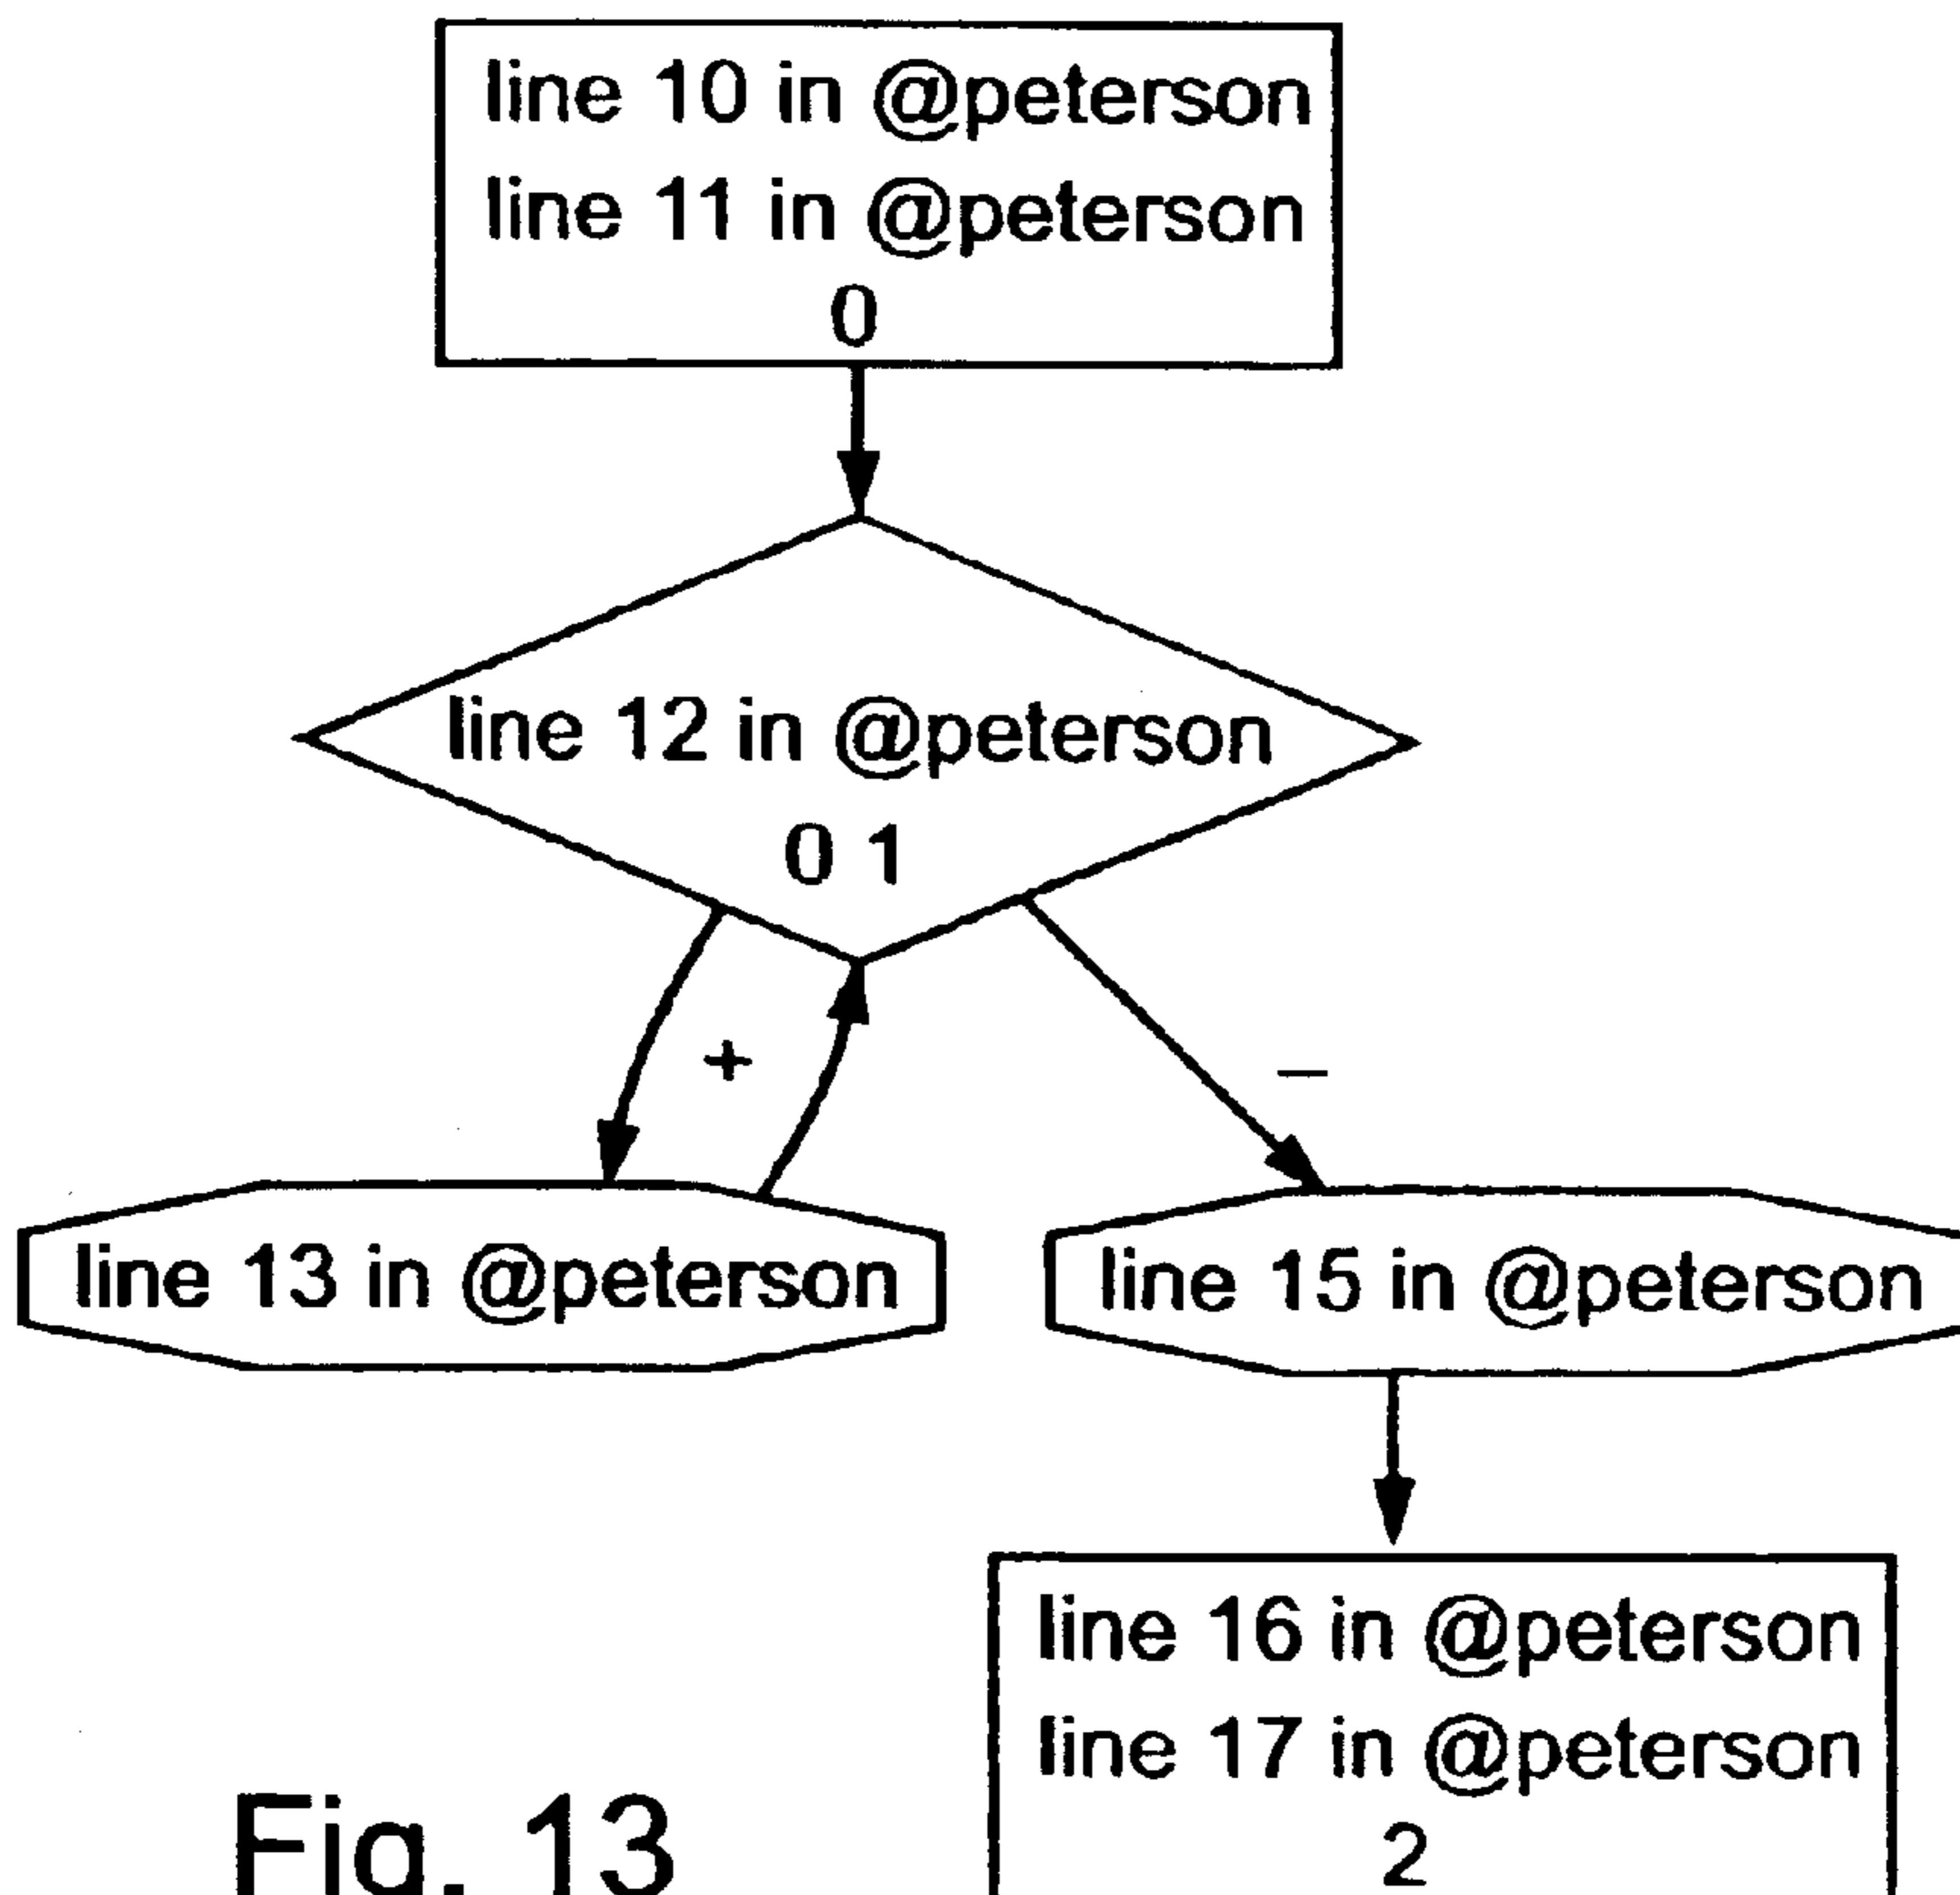 line 10 in @peterson
line 11 in @peterson
0
line 12 in @peterson
0 1
+
−
line 13 in @peterson
line 15 in @peterson
line 16 in @peterson
line 17 in @peterson
2
Fig. 13